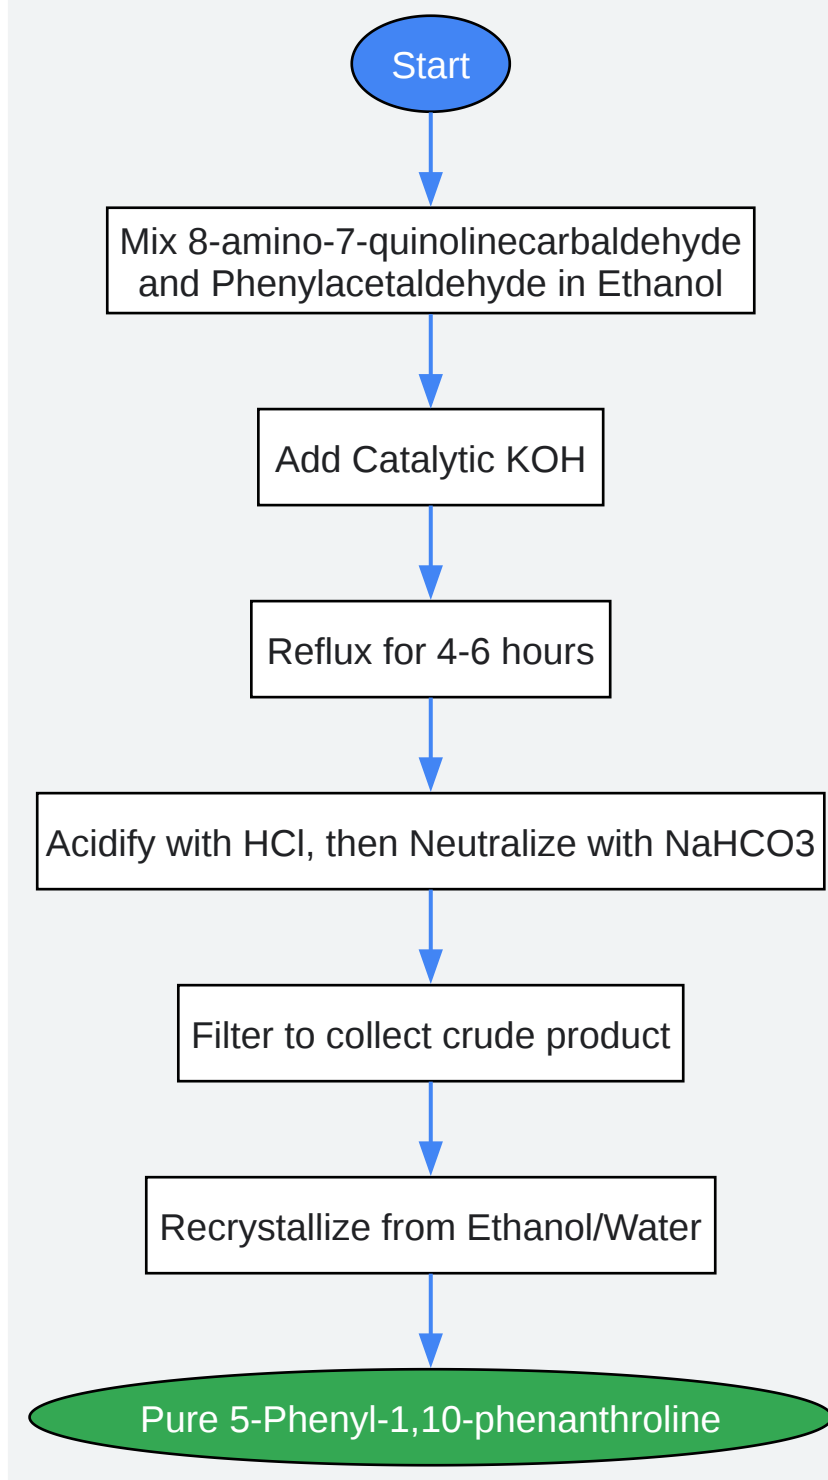 Start
Mix 8-amino-7-quinolinecarbaldehyde
and Phenylacetaldehyde in Ethanol
Add Catalytic KOH
Reflux for 4-6 hours
Acidify with HCl, then Neutralize with NaHCO3
Filter to collect crude product
Recrystallize from Ethanol/Water
Pure 5-Phenyl-1,10-phenanthroline